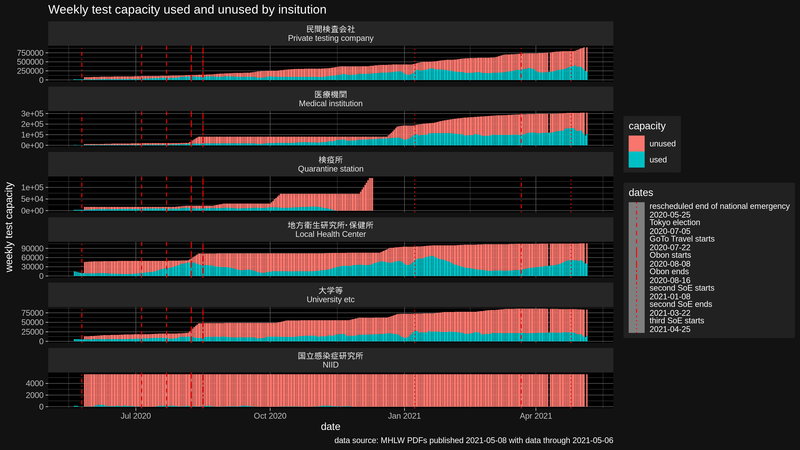 Weekly test capacity used and unused by insitution
民間検査会社
Private testing company
750000
500000
250000
0
医療機関
Medical institution
3e+05
2e+05
1e+05
0e+00
検疫所
Quarantine station
1e+05
5e+04
0e+00
地方衛生研究所・保健所
Local Health Center
90000
60000
30000
0
大学等
University etc
75000
50000
25000
0
国立感染症研究所
NIID
4000
2000
0
weekly test capacity
Jul 2020
Oct 2020
Jan 2021
Apr 2021
date
data source: MHLW PDFs published 2021-05-08 with data through 2021-05-06
capacity
unused
used
dates
rescheduled end of national emergency
2020-05-25
Tokyo election
2020-07-05
GoTo Travel starts
2020-07-22
Obon starts
2020-08-08
Obon ends
2020-08-16
second SoE starts
2021-01-08
second SoE ends
2021-03-22
third SoE starts
2021-04-25